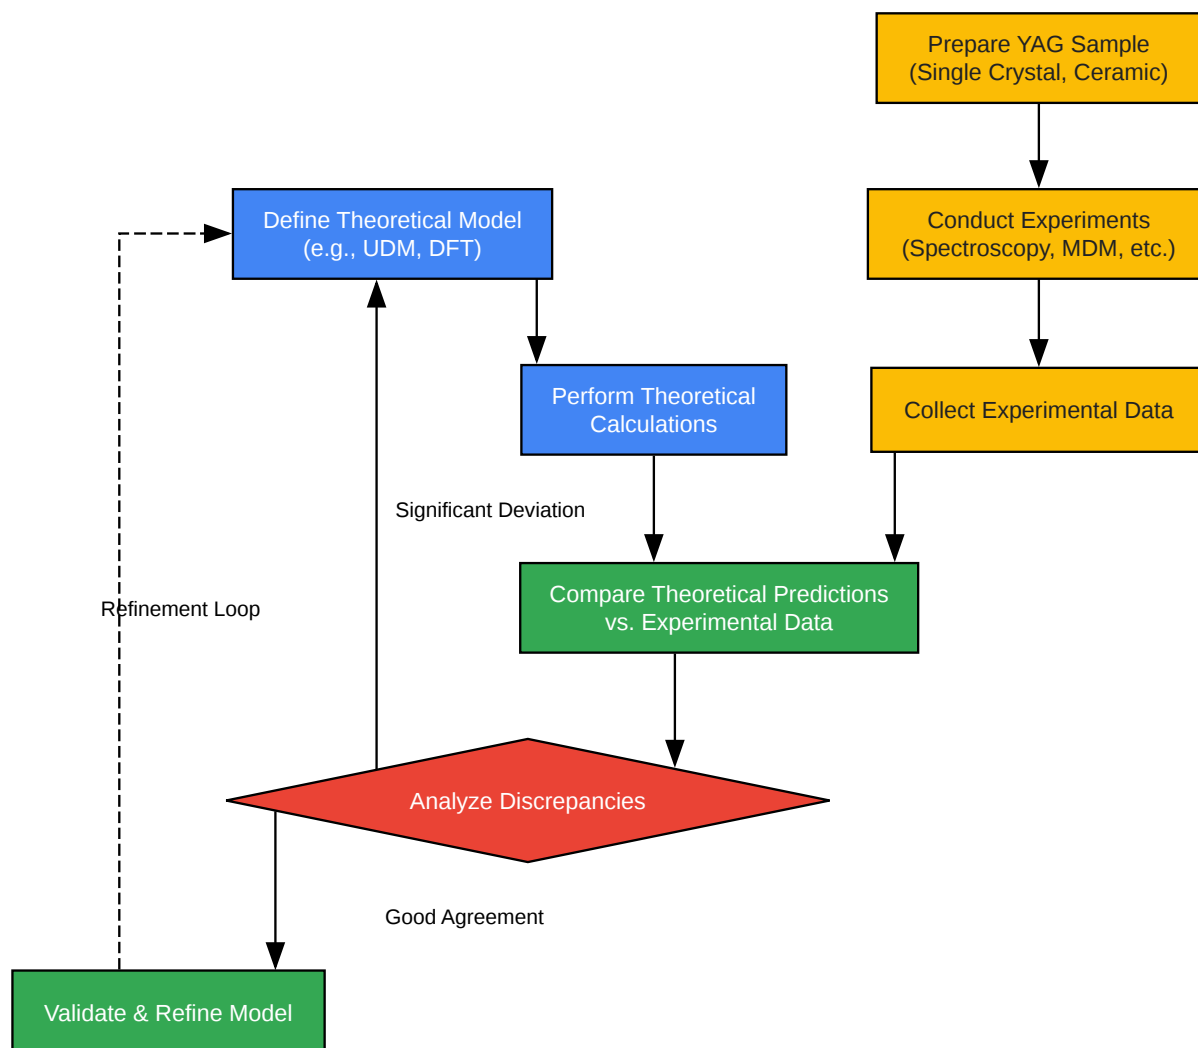 Prepare YAG Sample
(Single Crystal, Ceramic)
Define Theoretical Model
(e.g., UDM, DFT)
Conduct Experiments
(Spectroscopy, MDM, etc.)
Perform Theoretical
Calculations
Collect Experimental Data
Significant Deviation
Compare Theoretical Predictions
vs. Experimental Data
Refinement Loop
Analyze Discrepancies
Good Agreement
Validate & Refine Model